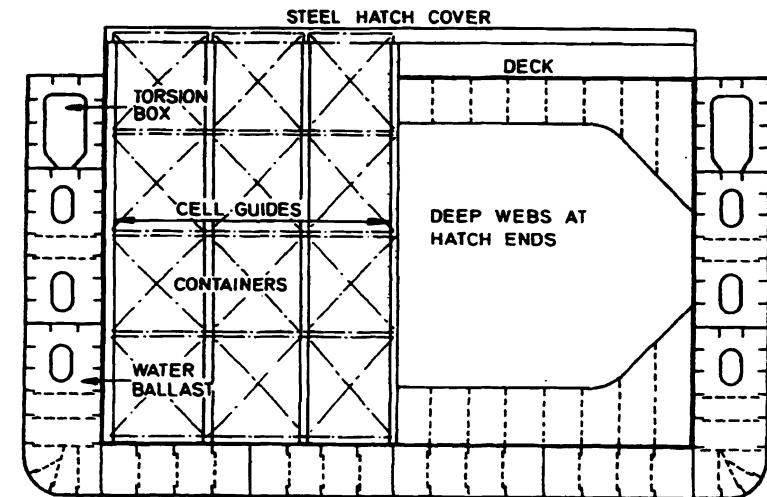 STEEL HATCH COVER
DECK
TORSION
BOX
CELL GUIDES
DEEP WEBS AT
HATCH ENDS
CONTAINERS
WATER
BALLAST